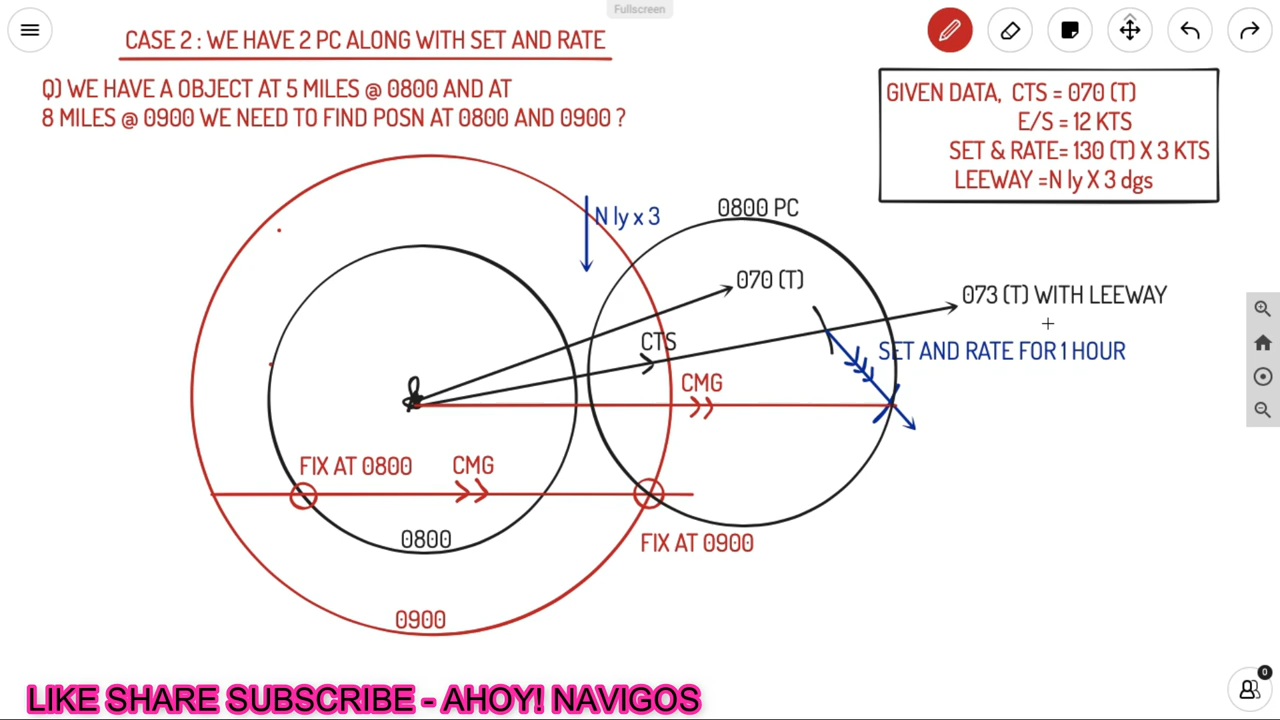 Fullscreen
CASE 2 : WE HAVE 2 PC ALONG WITH SET AND RATE
Q) WE HAVE A OBJECT AT 5 MILES @ 0800 AND AT
8 MILES @ 0900 WE NEED TO FIND POSN AT 0800 AND 0900 ?
GIVEN DATA, CTS = 070 (T)
E/S = 12 KTS
SET & RATE= 130 (T) X 3 KTS
LEEWAY =N ly X 3 dgs
N ly x 3
0800 PC
070 (T)
073 (T) WITH LEEWAY
+
SET AND RATE FOR 1 HOUR
CTS
CMG
FIX AT 0800
CMG
0800
FIX AT 0900
0900
LIKE SHARE SUBSCRIBE - AHOY! NAVIGOS
0